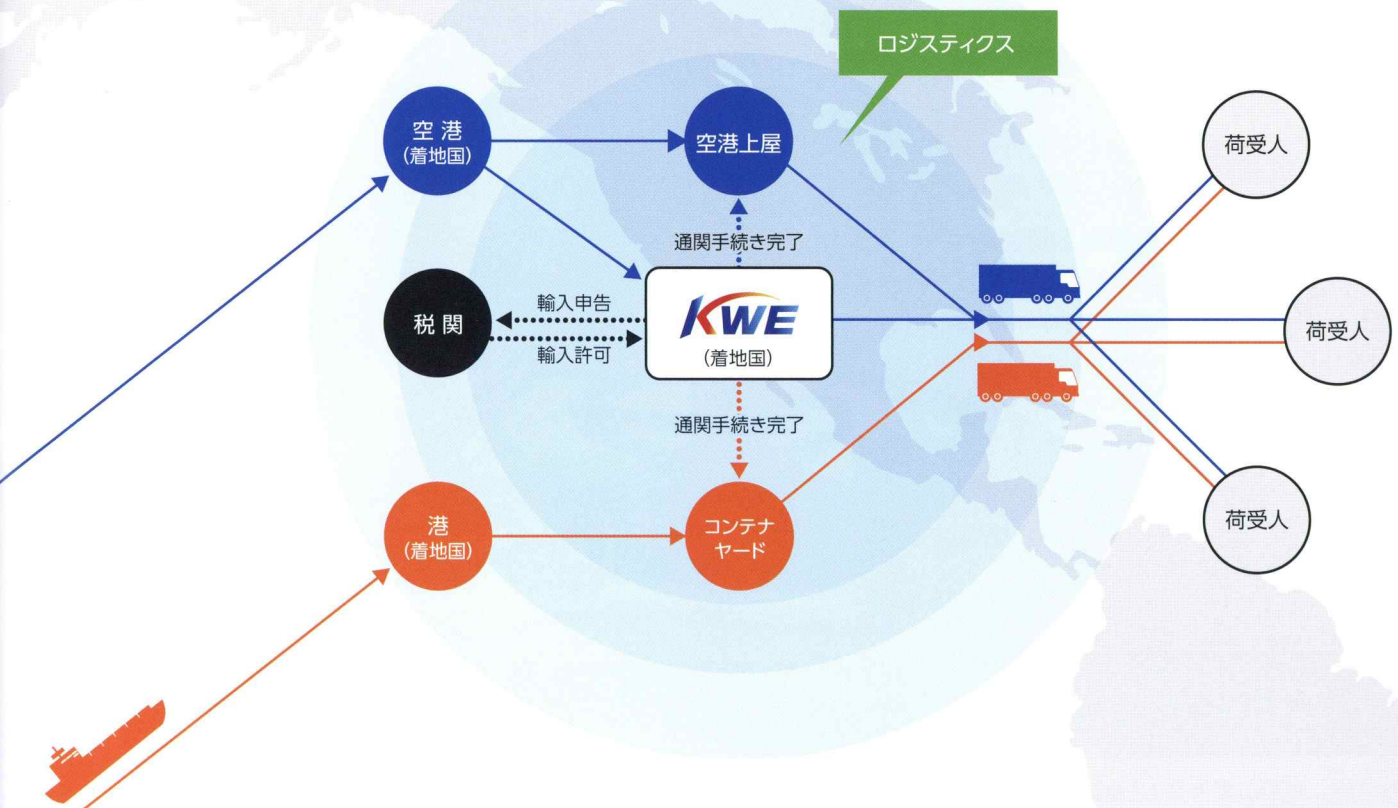 ロジスティクス
空 港
(着地国)
空港上屋
荷受人
通関手続き完了
輸入申告
税 関
KWE
(着地国)
輸入許可
荷受人
通関手続き完了
港
(着地国)
コンテナ
ヤード
荷受人